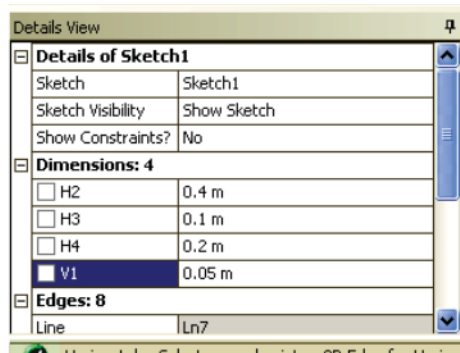 Details View
Details of Sketch1
Sketch Sketch1
Sketch Visibility Show Sketch
Show Constraints? No
Dimensions: 4
H2 0.4 m
H3 0.1 m
H4 0.2 m
V1 0.05 m
Edges: 8
Line Ln7